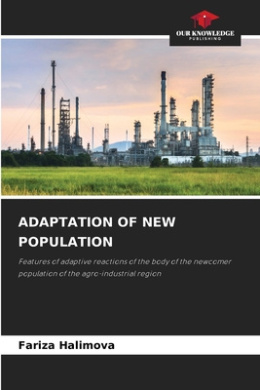 OUR KNOWLEDGE
PUBLISHING
ADAPTATION OF NEW
POPULATION
Features of adaptive reactions of the body of the newcomer
population of the agro-industrial region
Fariza Halimova